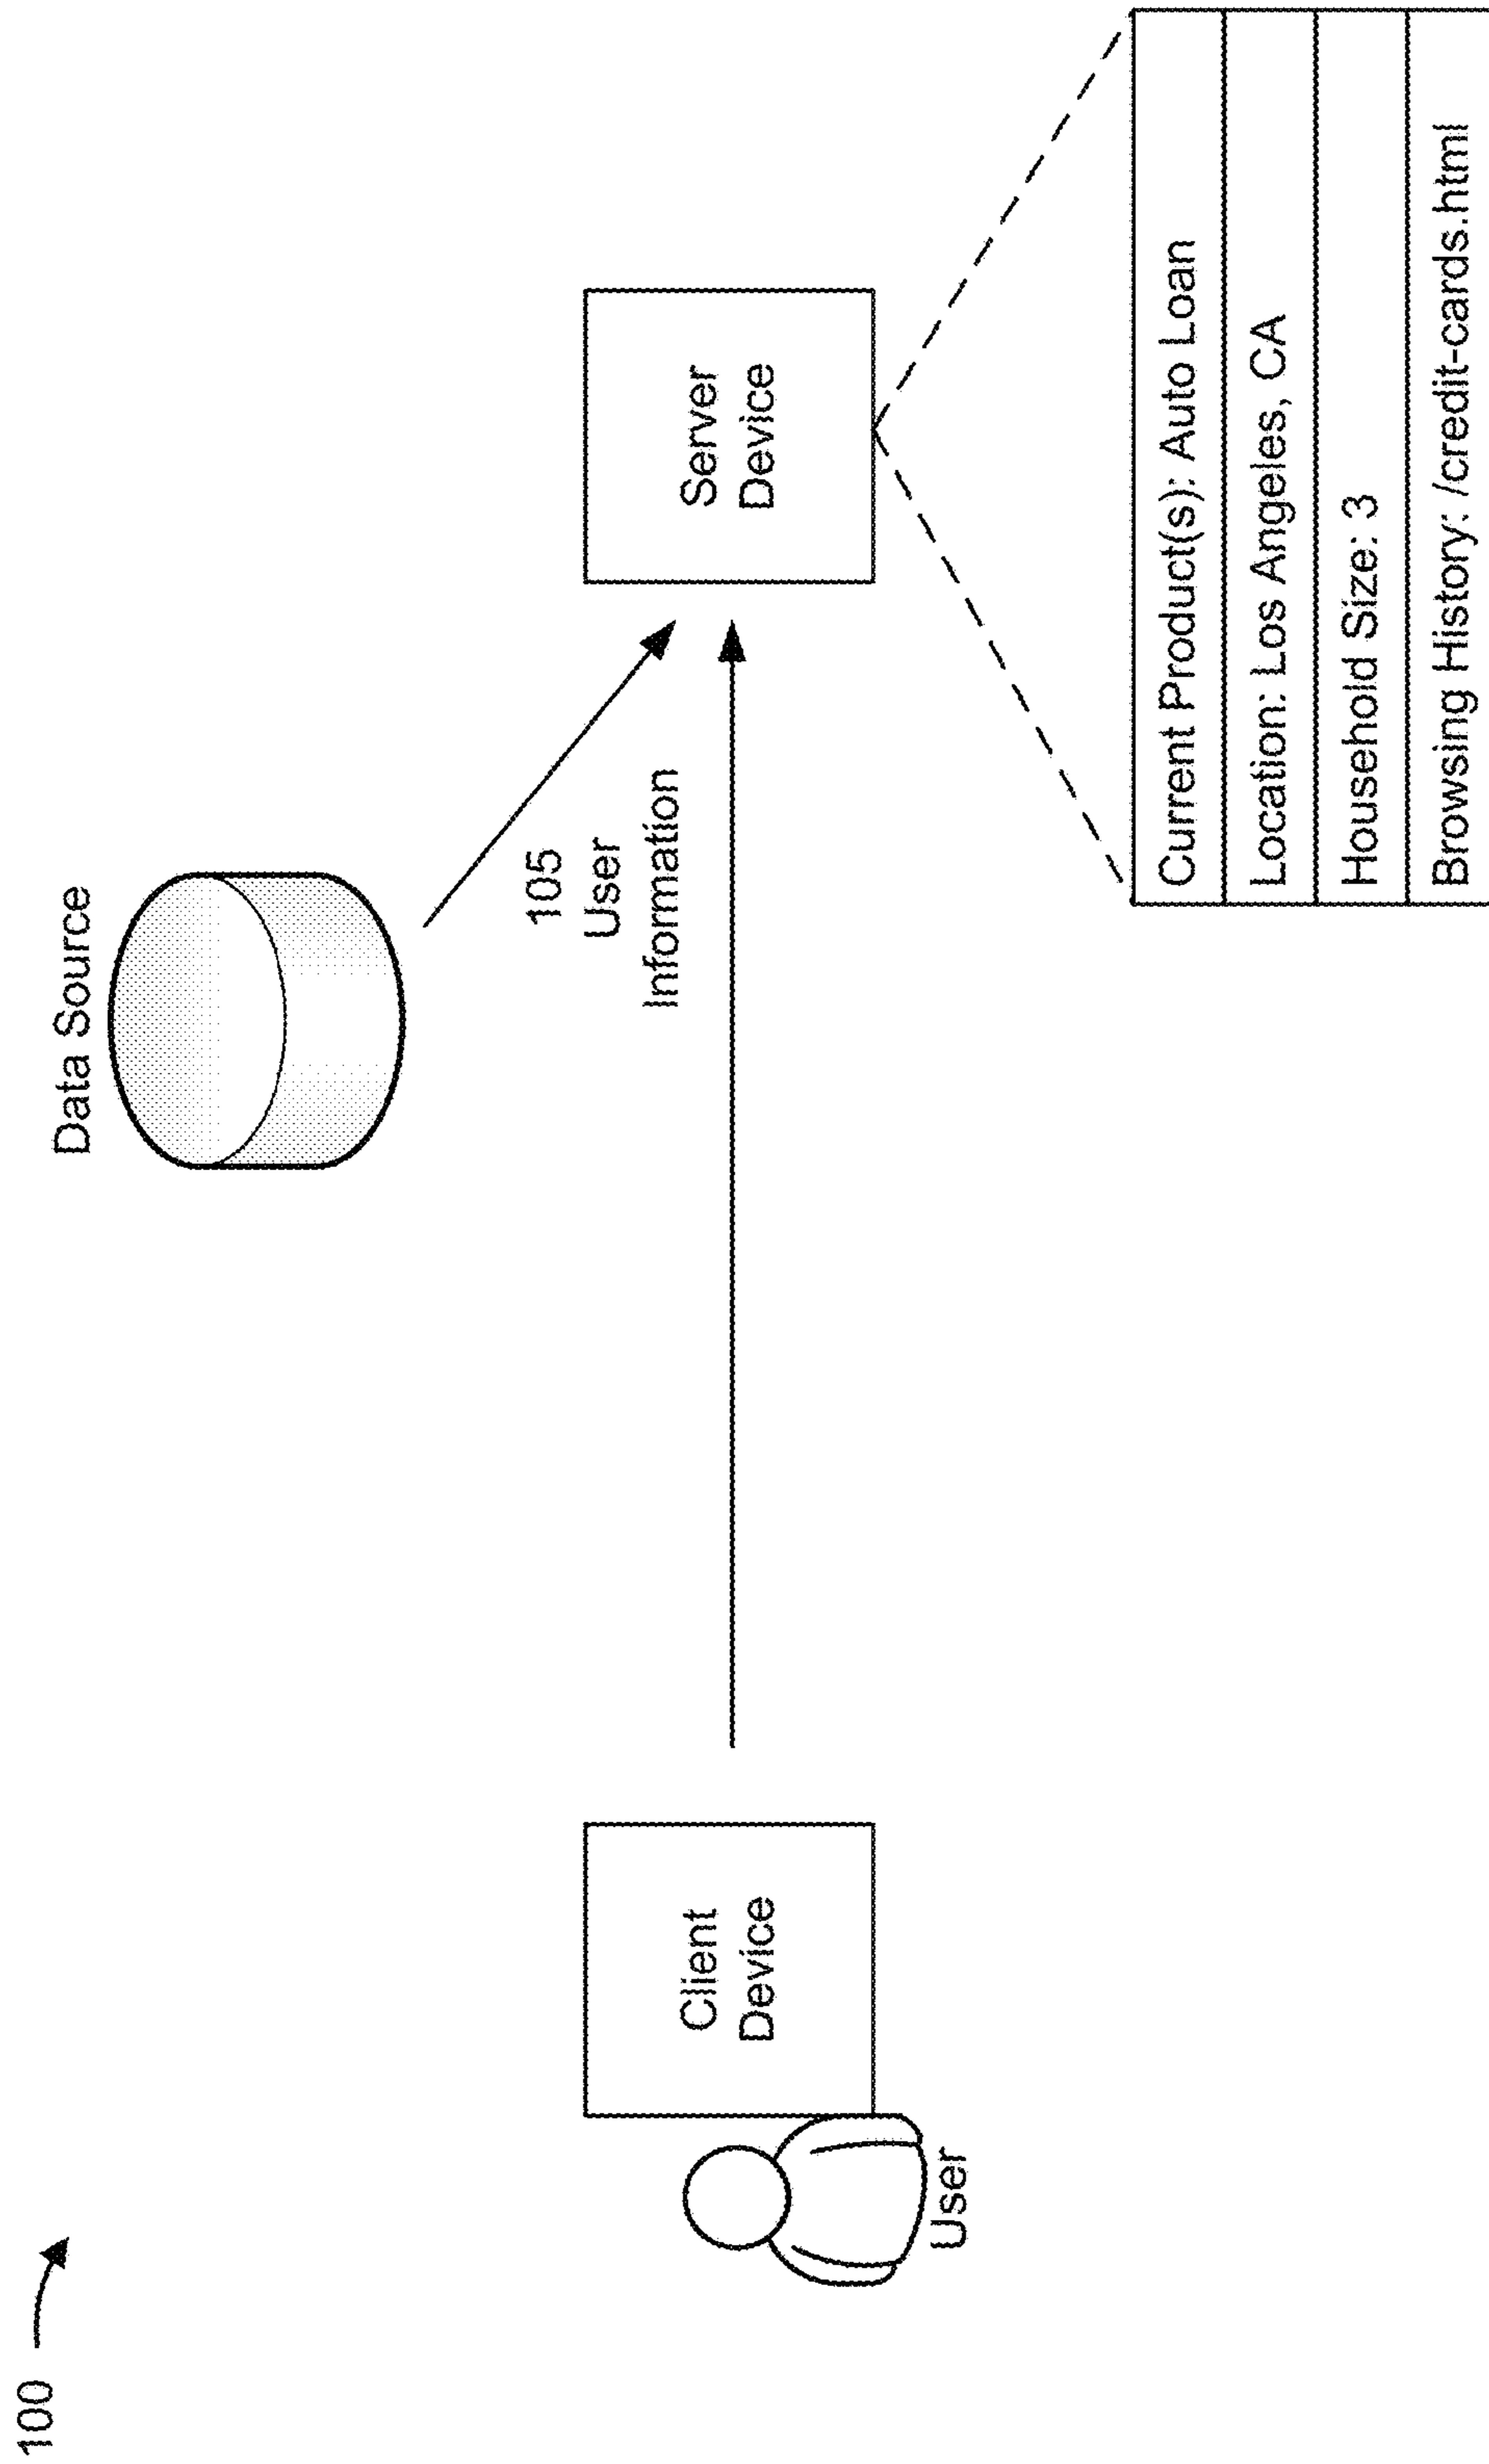 100
Data Source
105
User
Information
Client
Device
Server
Device
User
Current Product(s): Auto Loan
Location: Los Angeles, CA
Household Size: 3
Browsing History: /credit-cards.html